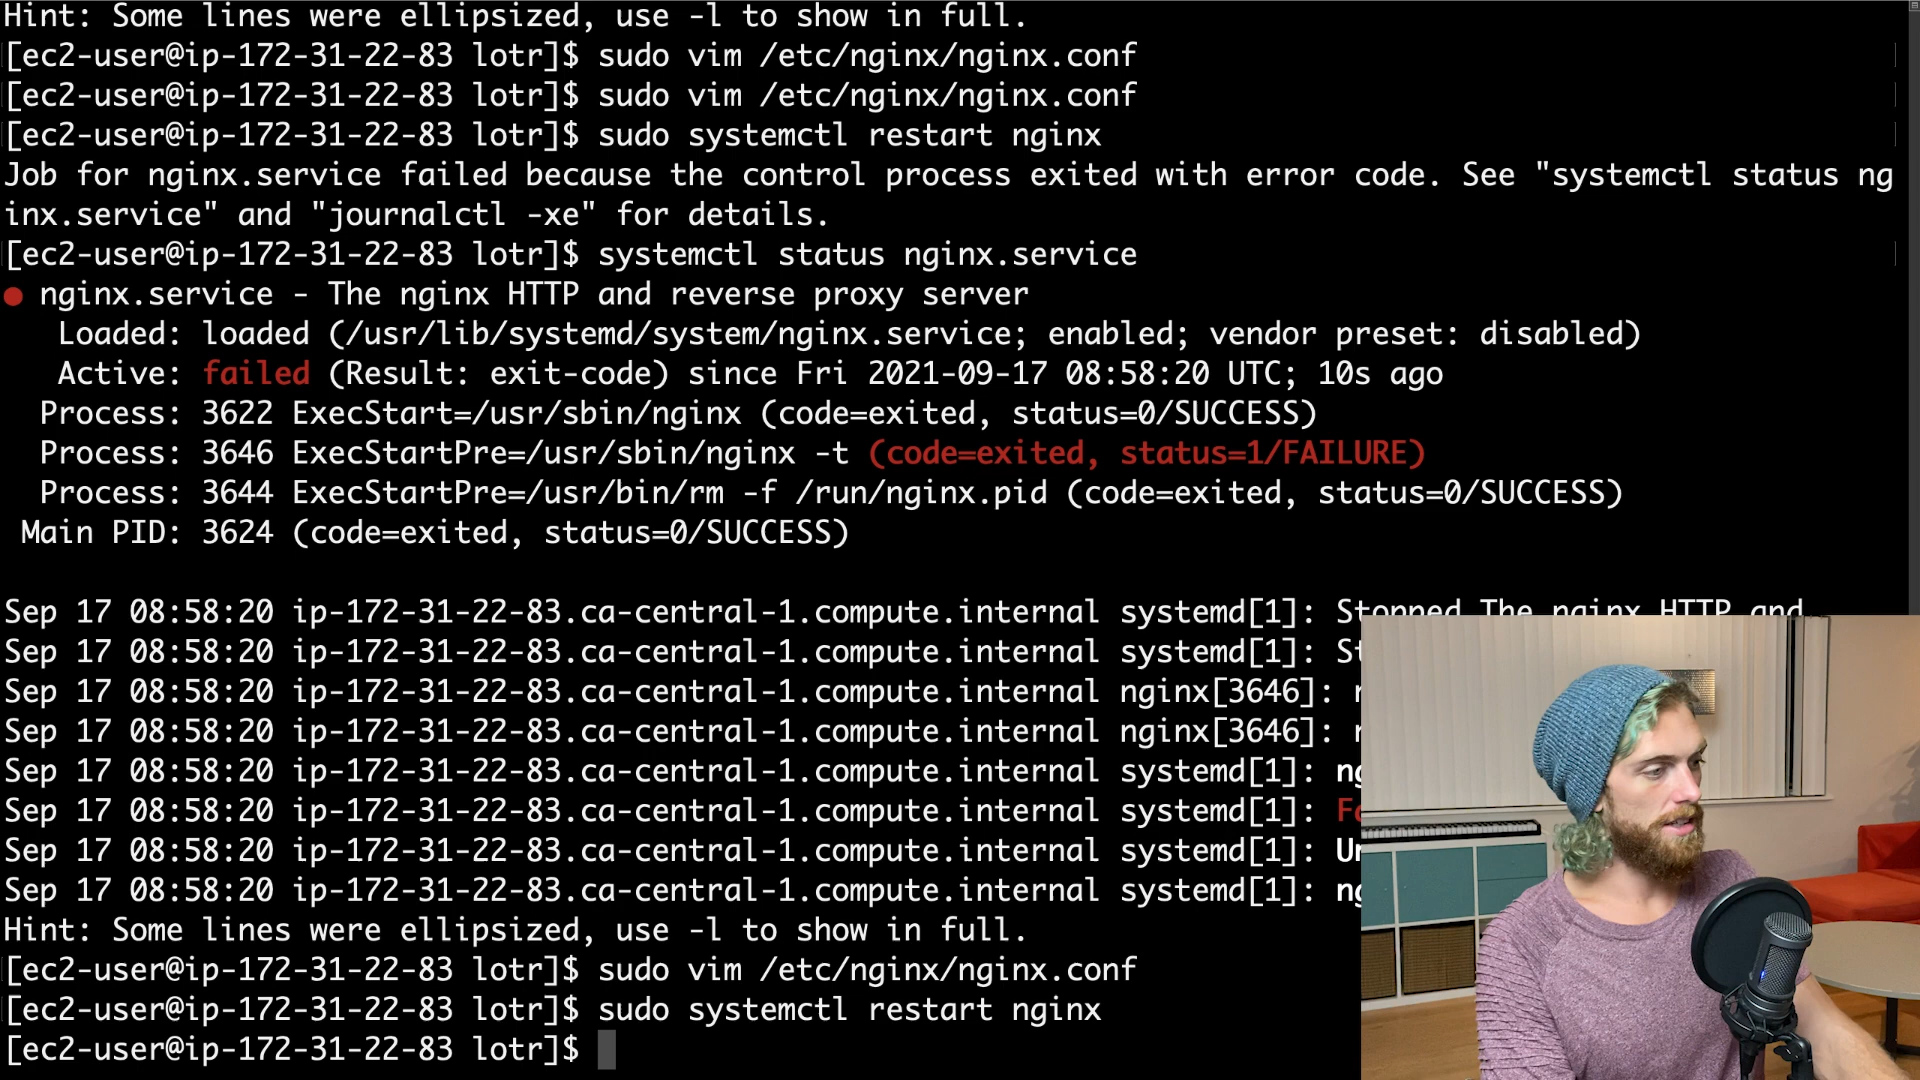 Hint: Some lines were ellipsized, use -l to show in full.
[ec2-user@ip-172-31-22-83 lotr]$ sudo vim /etc/nginx/nginx.conf
[ec2-user@ip-172-31-22-83 lotr]$ sudo vim /etc/nginx/nginx.conf
[ec2-user@ip-172-31-22-83 lotr]$ sudo systemctl restart nginx
Job for nginx.service failed because the control process exited with error code. See "systemctl status ng
inx.service" and "journalctl -xe" for details.
[ec2-user@ip-172-31-22-83 lotr]$ systemctl status nginx.service
● nginx.service - The nginx HTTP and reverse proxy server
   Loaded: loaded (/usr/lib/systemd/system/nginx.service; enabled; vendor preset: disabled)
   Active: failed (Result: exit-code) since Fri 2021-09-17 08:58:20 UTC; 10s ago
  Process: 3622 ExecStart=/usr/sbin/nginx (code=exited, status=0/SUCCESS)
  Process: 3646 ExecStartPre=/usr/sbin/nginx -t (code=exited, status=1/FAILURE)
  Process: 3644 ExecStartPre=/usr/bin/rm -f /run/nginx.pid (code=exited, status=0/SUCCESS)
 Main PID: 3624 (code=exited, status=0/SUCCESS)
Sep 17 08:58:20 ip-172-31-22-83.ca-central-1.compute.internal systemd[1]: Stopped The nginx HTTP and
Sep 17 08:58:20 ip-172-31-22-83.ca-central-1.compute.internal systemd[1]:
Sep 17 08:58:20 ip-172-31-22-83.ca-central-1.compute.internal nginx[3646]:
Sep 17 08:58:20 ip-172-31-22-83.ca-central-1.compute.internal nginx[3646]:
Sep 17 08:58:20 ip-172-31-22-83.ca-central-1.compute.internal systemd[1]:
Sep 17 08:58:20 ip-172-31-22-83.ca-central-1.compute.internal systemd[1]:
Sep 17 08:58:20 ip-172-31-22-83.ca-central-1.compute.internal systemd[1]:
Sep 17 08:58:20 ip-172-31-22-83.ca-central-1.compute.internal systemd[1]:
Hint: Some lines were ellipsized, use -l to show in full.
[ec2-user@ip-172-31-22-83 lotr]$ sudo vim /etc/nginx/nginx.conf
[ec2-user@ip-172-31-22-83 lotr]$ sudo systemctl restart nginx
[ec2-user@ip-172-31-22-83 lotr]$